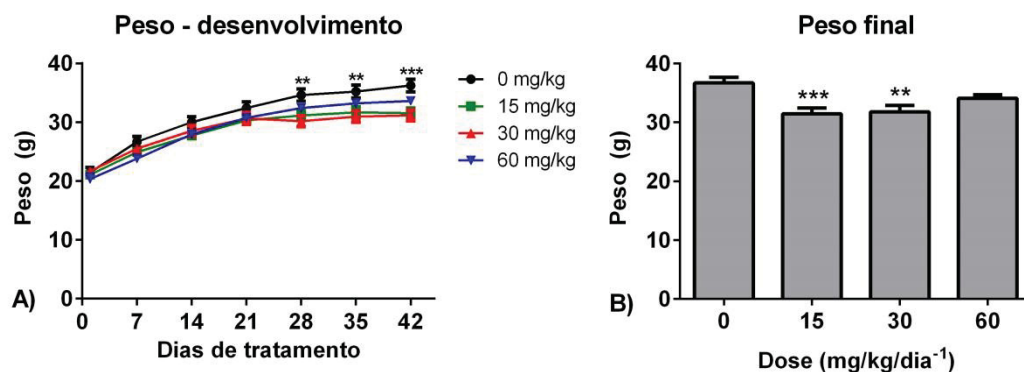 Peso - desenvolvimento
Peso (g)
40
30
20
10
0
** ** ***
0 7 14 21 28 35 42
Dias de tratamento
A)
0 mg/kg
15 mg/kg
30 mg/kg
60 mg/kg
Peso final
Peso (g)
40
30
20
10
0
*** **
0 15 30 60
Dose (mg/kg/dia⁻¹)
B)